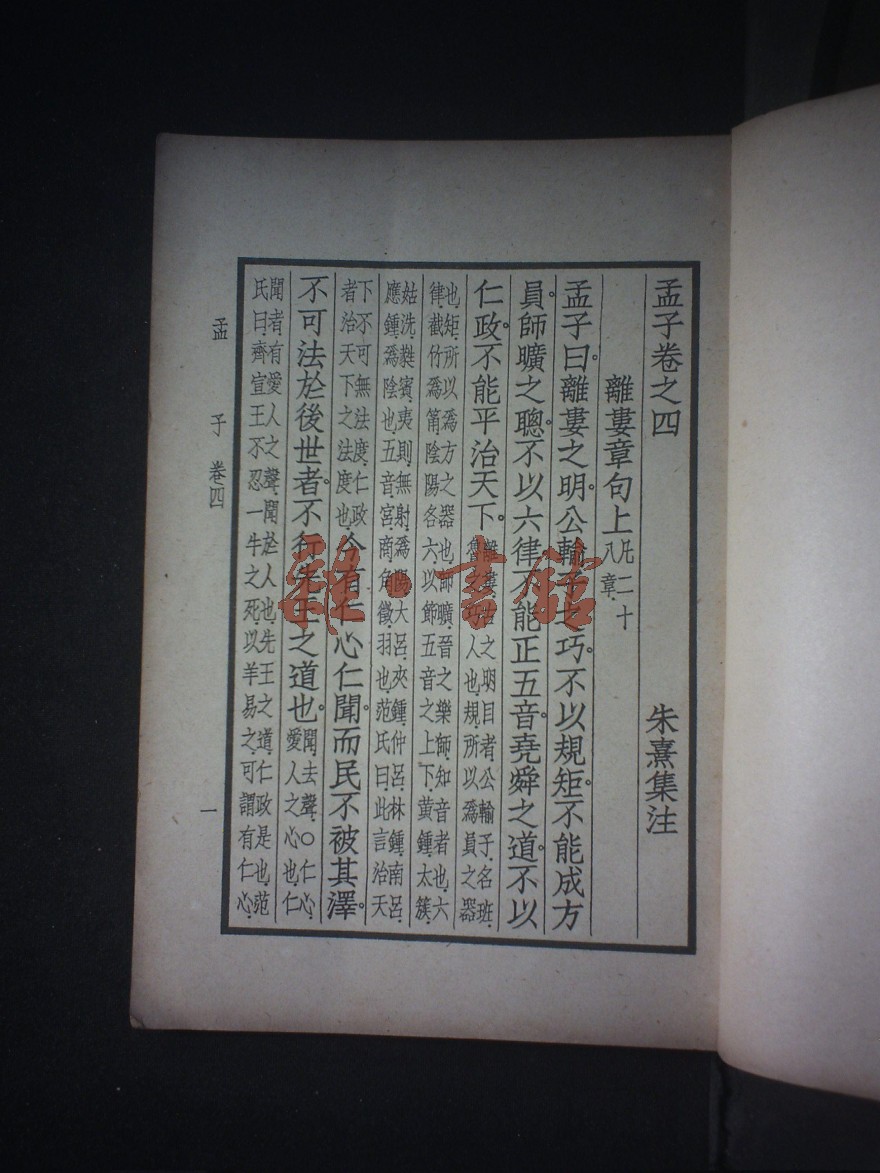 孟子卷之四 朱熹集注
離婁章句上 凡二十
八章.
孟子曰。離婁之明。公輸子之巧。不以規矩。不能成方
員。師曠之聰。不以六律。不能正五音。堯舜之道。不以
仁政。不能平治天下。離婁.古之明目者.公輸子.名班.
魯之巧人也.規.所以爲員之器
也.矩.所以爲方之器也.師曠.晉之樂師.知音者也.六
律.截竹爲筩.陰陽各六.以節五音之上下.黃鍾.太簇.
姑洗.蕤賓.夷則.無射.爲陽.大呂.夾鍾.仲呂.林鍾.南呂.
應鍾.爲陰也.五音.宮.商.角.徵.羽也.范氏曰.此言治天
下.不可無法度.仁政
者.治天下之法度也.
今有仁心仁聞。而民不被其澤。
不可法於後世者。不行先王之道也。聞.去聲.○仁心.
愛人之心也.仁
聞者.有愛人之聲.聞於人也.先王之道.仁政是也.范
氏曰.齊宣王不忍一牛之死.以羊易之.可謂有仁心.
孟子 卷四 一
雜·書館